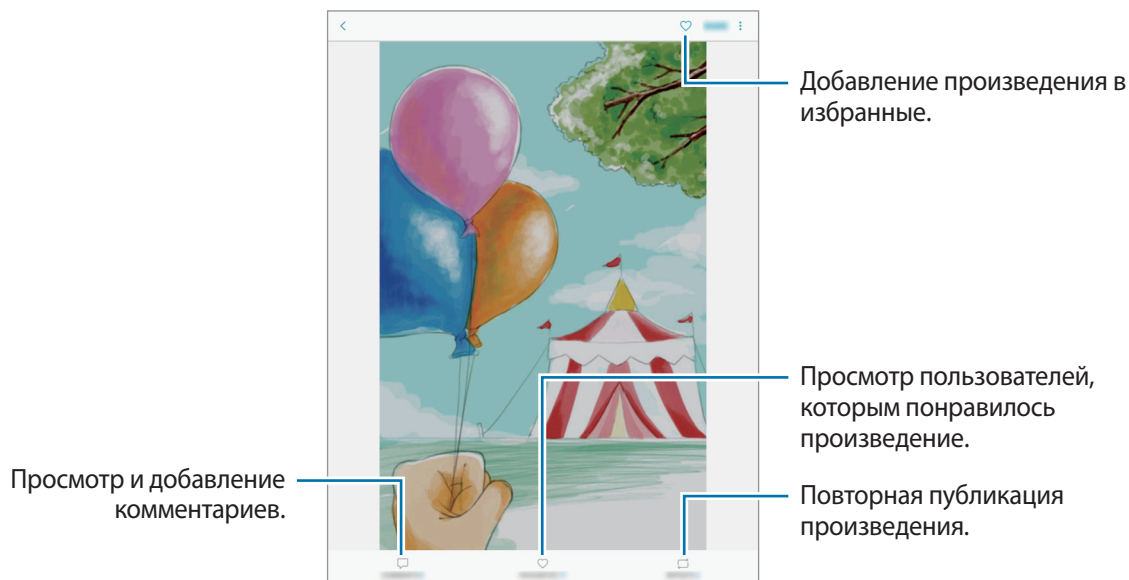 Добавление произведения в
избранные.
Просмотр пользователей,
которым понравилось
произведение.
Просмотр и добавление
комментариев.
Повторная публикация
произведения.